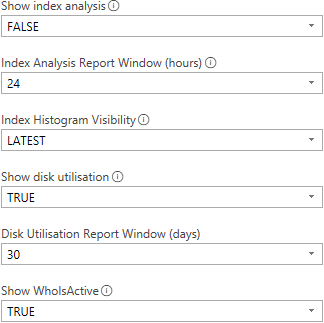 Show index analysis
FALSE
Index Analysis Report Window (hours)
24
Index Histogram Visibility
LATEST
Show disk utilisation
TRUE
Disk Utilisation Report Window (days)
30
Show WhoIsActive
TRUE